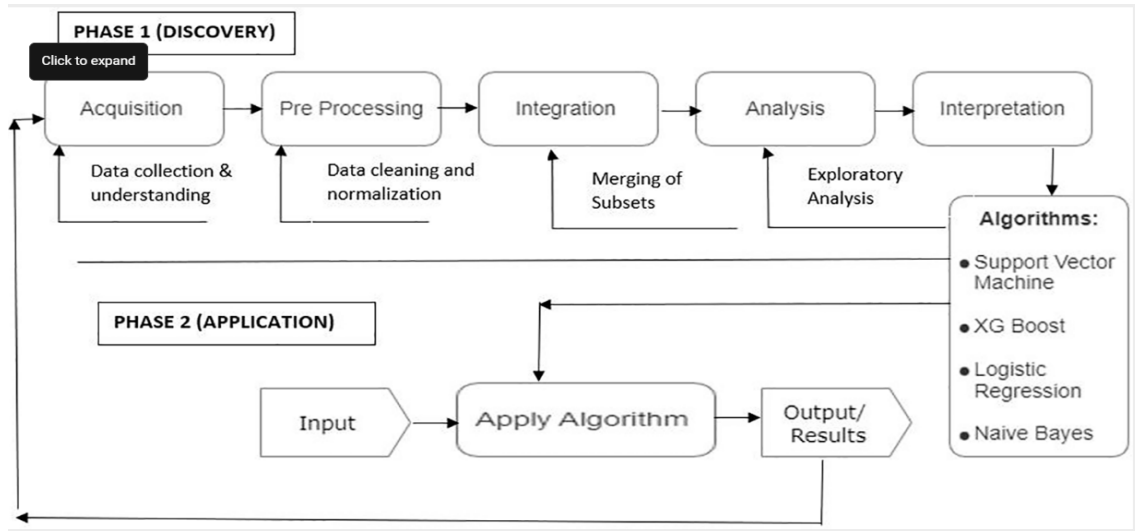 PHASE 1 (DISCOVERY)
Click to expand
Acquisition
Pre Processing
Integration
Analysis
Interpretation
Data collection &
understanding
Data cleaning and
normalization
Merging of
Subsets
Exploratory
Analysis
Algorithms:
Support Vector
Machine
XG Boost
Logistic
Regression
Naive Bayes
PHASE 2 (APPLICATION)
Input
Apply Algorithm
Output/
Results